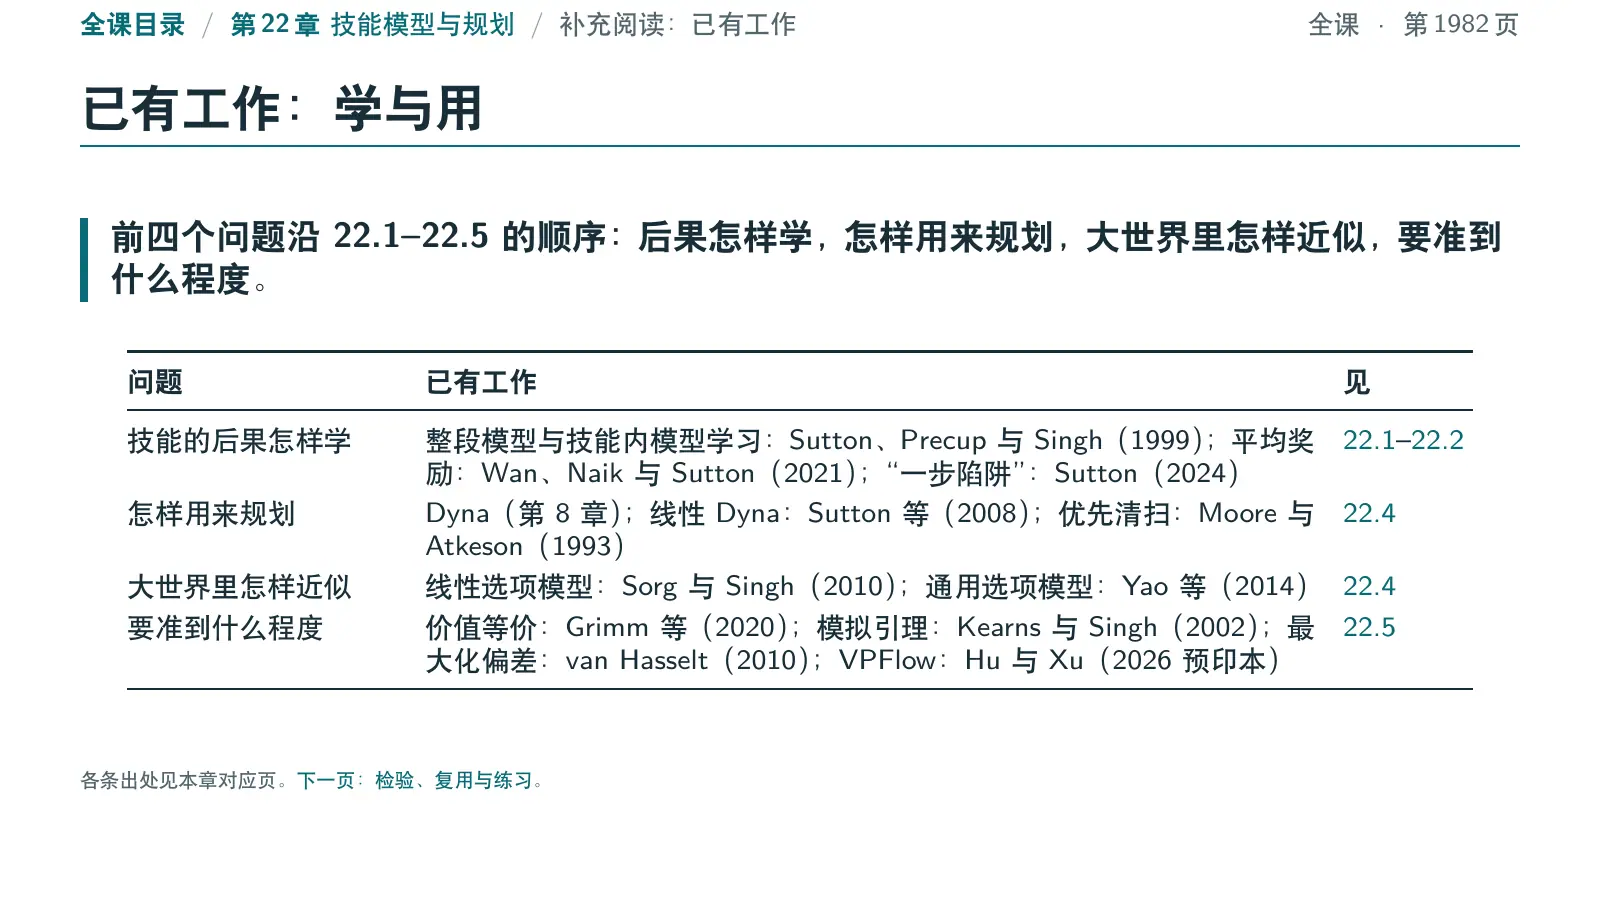 全课目录 / 第 22 章 技能模型与规划 / 补充阅读：已有工作
全课 · 第 1982 页
已有工作：学与用
前四个问题沿 22.1–22.5 的顺序：后果怎样学，怎样用来规划，大世界里怎样近似，要准到
什么程度。
问题 已有工作 见
技能的后果怎样学 整段模型与技能内模型学习：Sutton、Precup 与 Singh（1999）；平均奖 22.1–22.2
励：Wan、Naik 与 Sutton（2021）；“一步陷阱”：Sutton（2024）
怎样用来规划 Dyna（第 8 章）；线性 Dyna：Sutton 等（2008）；优先清扫：Moore 与 22.4
Atkeson（1993）
大世界里怎样近似 线性选项模型：Sorg 与 Singh（2010）；通用选项模型：Yao 等（2014） 22.4
要准到什么程度 价值等价：Grimm 等（2020）；模拟引理：Kearns 与 Singh（2002）；最 22.5
大化偏差：van Hasselt（2010）；VPFlow：Hu 与 Xu（2026 预印本）
各条出处见本章对应页。下一页：检验、复用与练习。